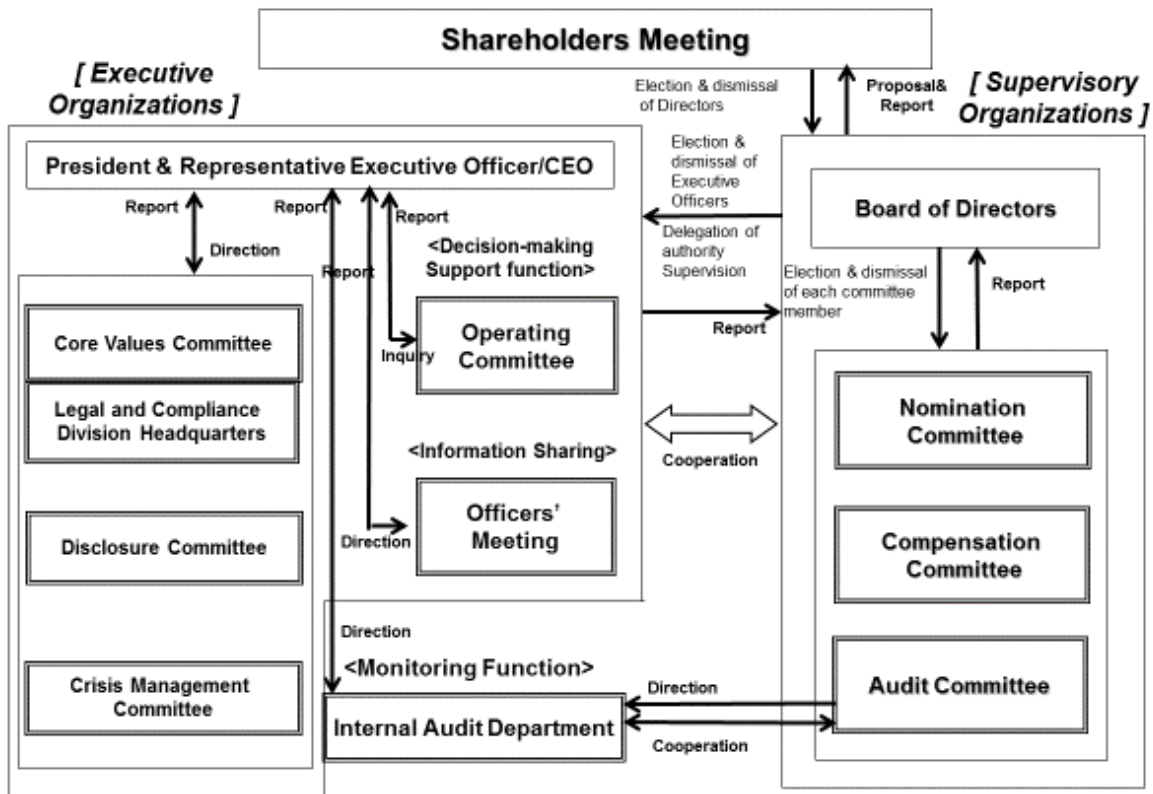 Shareholders Meeting
[ Executive
Organizations ]
Election & dismissal
of Directors
Proposal&
Report
[ Supervisory
Organizations ]
President & Representative Executive Officer/CEO
Election &
dismissal of
Executive
Officers
Delegation of
authority
Supervision
Board of Directors
Report
Direction
Report
Report
Report
<Decision-making
Support function>
Election & dismissal
of each committee
member
Report
Report
Core Values Committee
Operating
Committee
Inquiry
Legal and Compliance
Division Headquarters
Nomination
Committee
<Information Sharing>
Cooperation
Officers’
Meeting
Direction
Disclosure Committee
Compensation
Committee
Direction
<Monitoring Function>
Crisis Management
Committee
Internal Audit Department
Direction
Cooperation
Audit Committee